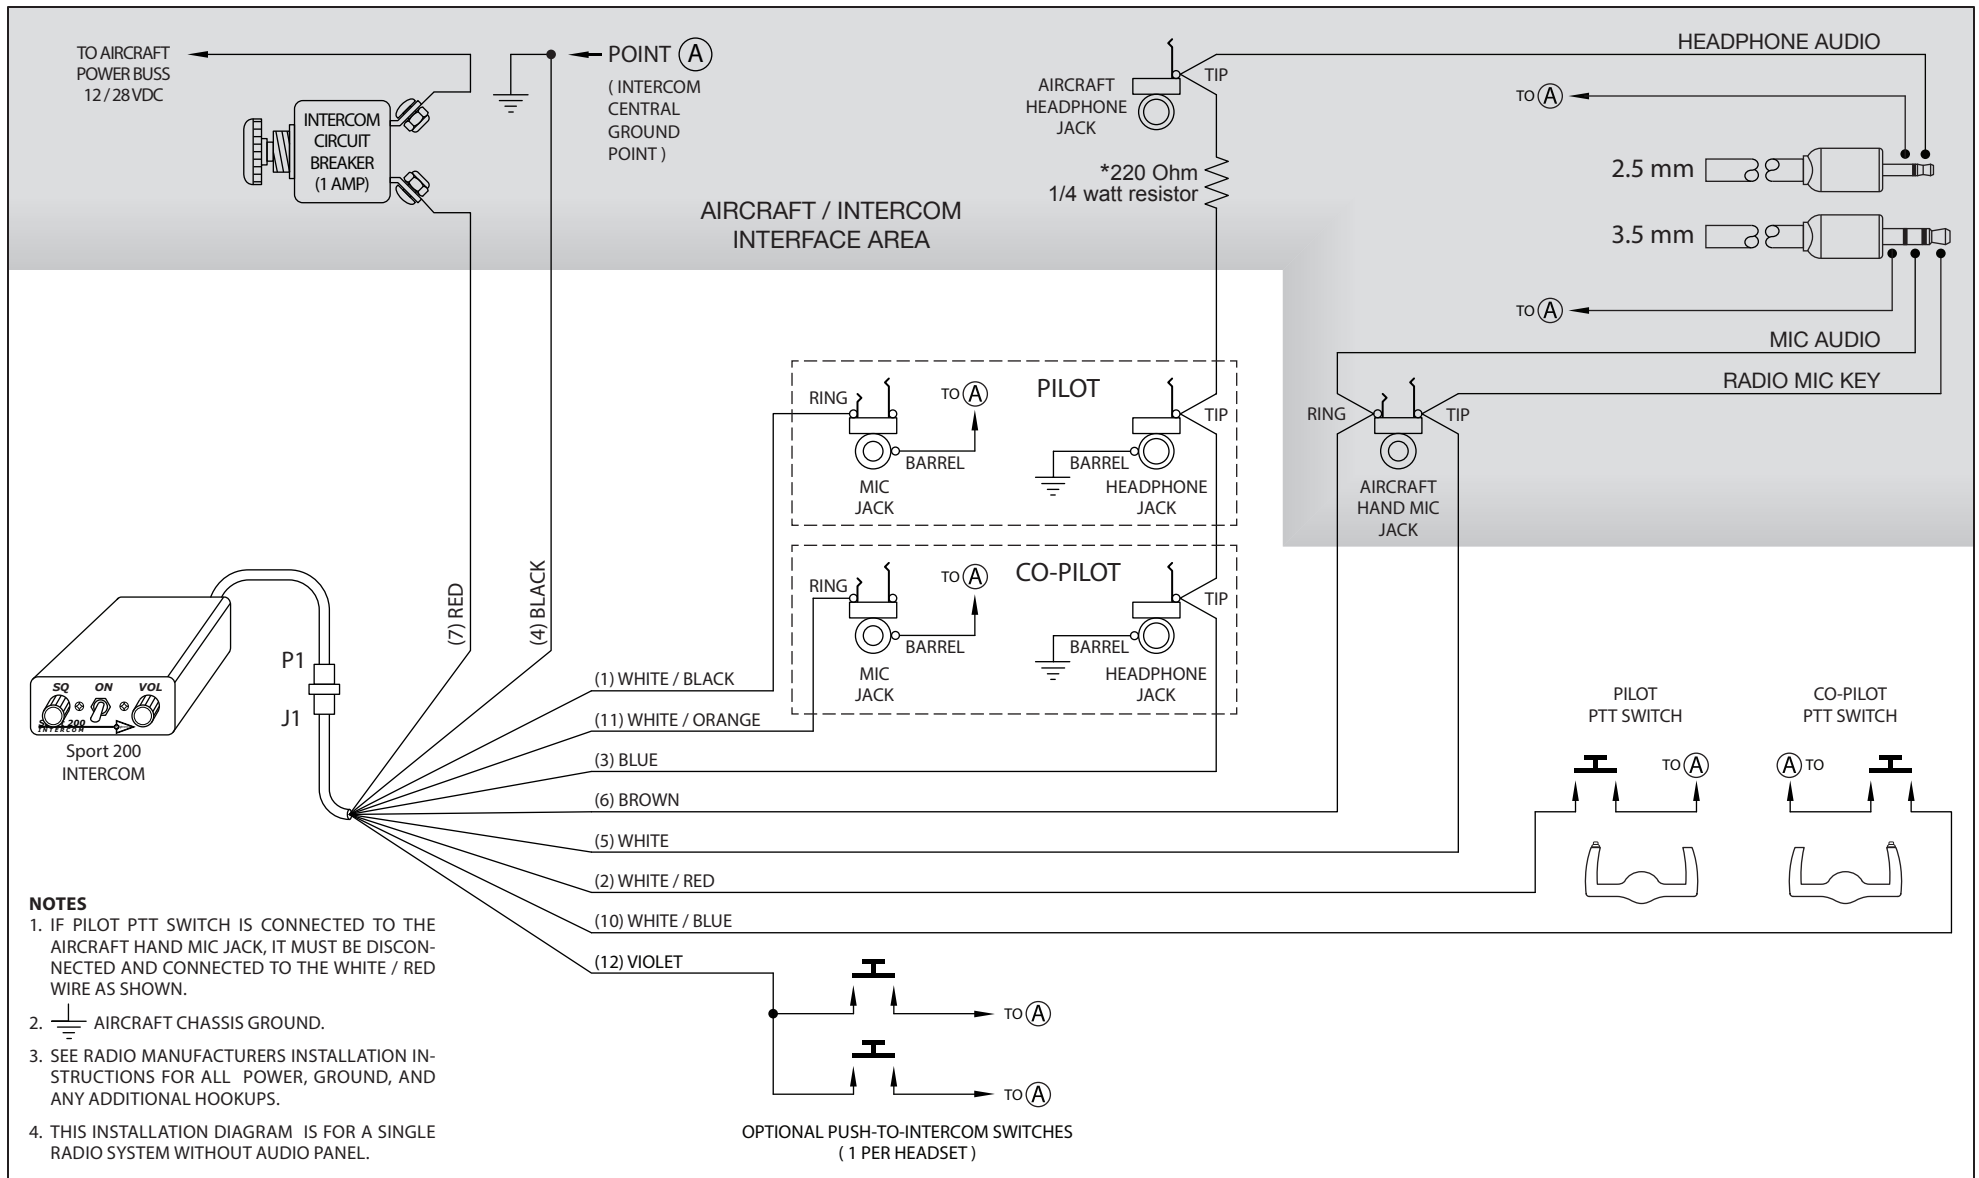 TO AIRCRAFT
POWER BUSS
12 / 28 VDC
INTERCOM
CIRCUIT
BREAKER
(1 AMP)
POINT A
( INTERCOM
CENTRAL
GROUND
POINT )
AIRCRAFT / INTERCOM
INTERFACE AREA
AIRCRAFT
HEADPHONE
JACK
TIP
*220 Ohm
1/4 watt resistor
HEADPHONE AUDIO
TO A
2.5 mm
3.5 mm
TO A
MIC AUDIO
RADIO MIC KEY
RING
TIP
AIRCRAFT
HAND MIC
JACK
PILOT
RING
TO A
BARREL
MIC
JACK
TIP
BARREL
HEADPHONE
JACK
CO-PILOT
RING
TO A
BARREL
MIC
JACK
TIP
BARREL
HEADPHONE
JACK
(7) RED
(4) BLACK
P1
J1
SQ
ON
VOL
INTERCOM
Sport 200
INTERCOM
(1) WHITE / BLACK
(11) WHITE / ORANGE
(3) BLUE
(6) BROWN
(5) WHITE
(2) WHITE / RED
(10) WHITE / BLUE
(12) VIOLET
PILOT
PTT SWITCH
TO A
CO-PILOT
PTT SWITCH
A TO
TO A
TO A
OPTIONAL PUSH-TO-INTERCOM SWITCHES
( 1 PER HEADSET )
NOTES
1. IF PILOT PTT SWITCH IS CONNECTED TO THE
AIRCRAFT HAND MIC JACK, IT MUST BE DISCON-
NECTED AND CONNECTED TO THE WHITE / RED
WIRE AS SHOWN.
2. AIRCRAFT CHASSIS GROUND.
3. SEE RADIO MANUFACTURERS INSTALLATION IN-
STRUCTIONS FOR ALL POWER, GROUND, AND
ANY ADDITIONAL HOOKUPS.
4. THIS INSTALLATION DIAGRAM IS FOR A SINGLE
RADIO SYSTEM WITHOUT AUDIO PANEL.